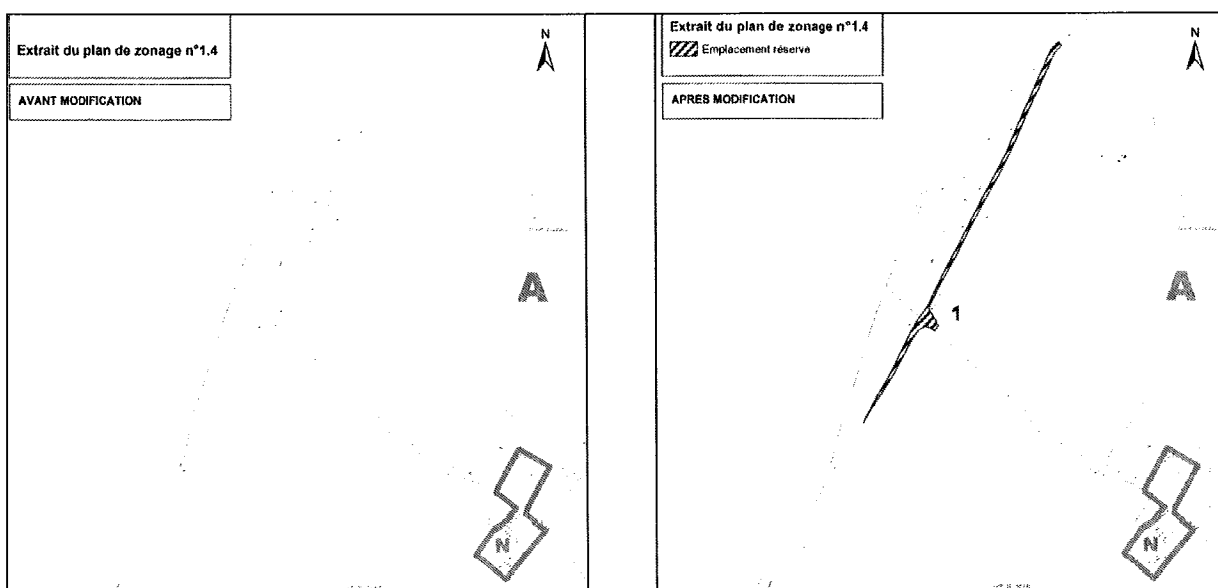 Extrait du plan de zonage n°1.4
AVANT MODIFICATION
N
A
N
Extrait du plan de zonage n°1.4
Emplacement réservé
APRES MODIFICATION
N
1
A
N